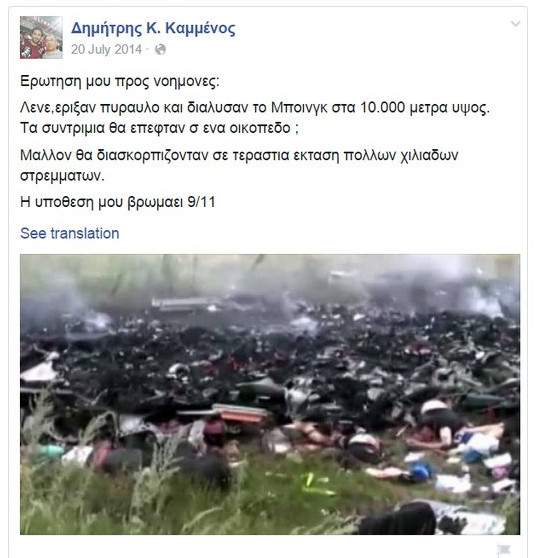 Δημήτρης Κ. Καμμένος
20 July 2014 ·
Ερωτηση μου προς νοημονες:
Λενε,εριξαν πυραυλο και διαλυσαν το Μποινγκ στα 10.000 μετρα υψος.
Τα συντριμια θα επεφταν σ ενα οικοπεδο ;
Μαλλον θα διασκορπιζονταν σε τεραστια εκταση πολλων χιλιαδων
στρεμματων.
Η υποθεση μου βρωμαει 9/11
See translation